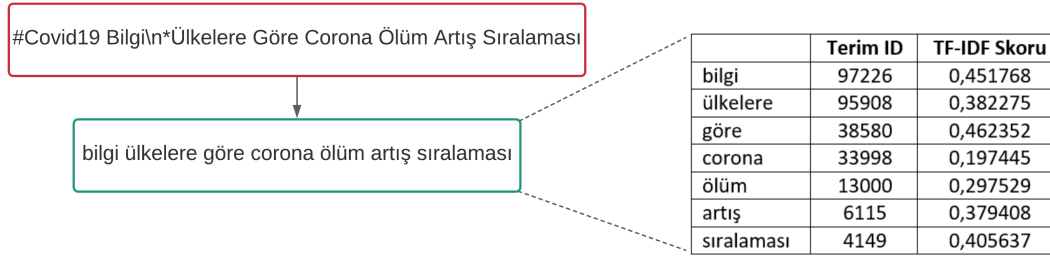 #Covid19 Bilgi\n*Ülkelere Göre Corona Ölüm Artış Sıralaması
bilgi ülkelere göre corona ölüm artış sıralaması
Terim ID TF-IDF Skoru
bilgi 97226 0,451768
ülkelere 95908 0,382275
göre 38580 0,462352
corona 33998 0,197445
ölüm 13000 0,297529
artış 6115 0,379408
sıralaması 4149 0,405637